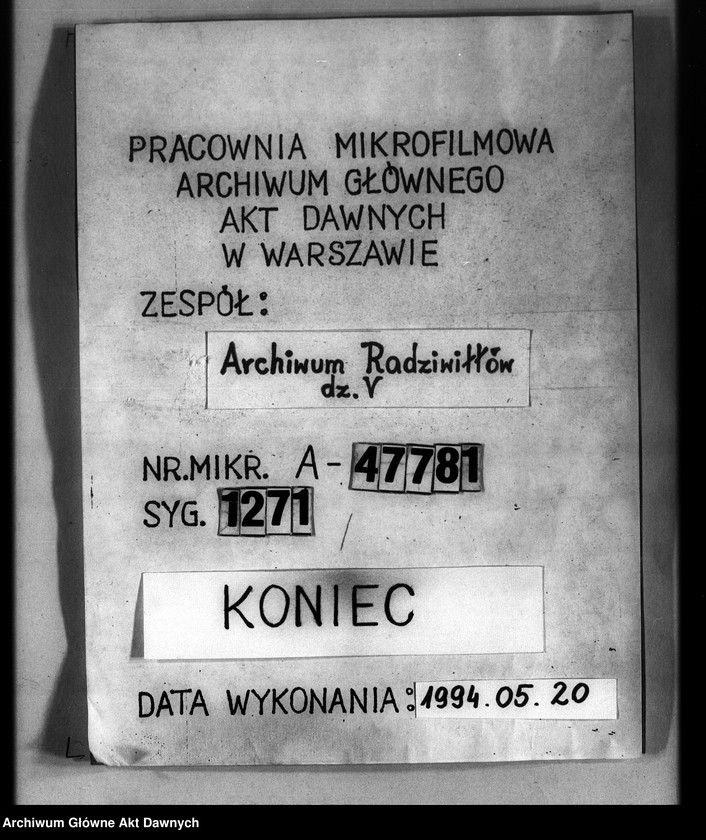 PRACOWNIA MIKROFILMOWA
ARCHIWUM GŁÓWNEGO
AKT DAWNYCH
W WARSZAWIE
ZESPÓŁ:
Archiwum Radziwiłłów
dz. V
NR.MIKR. A-47781
SYG. 1271 /
KONIEC
DATA WYKONANIA: 1994.05.20
Archiwum Główne Akt Dawnych